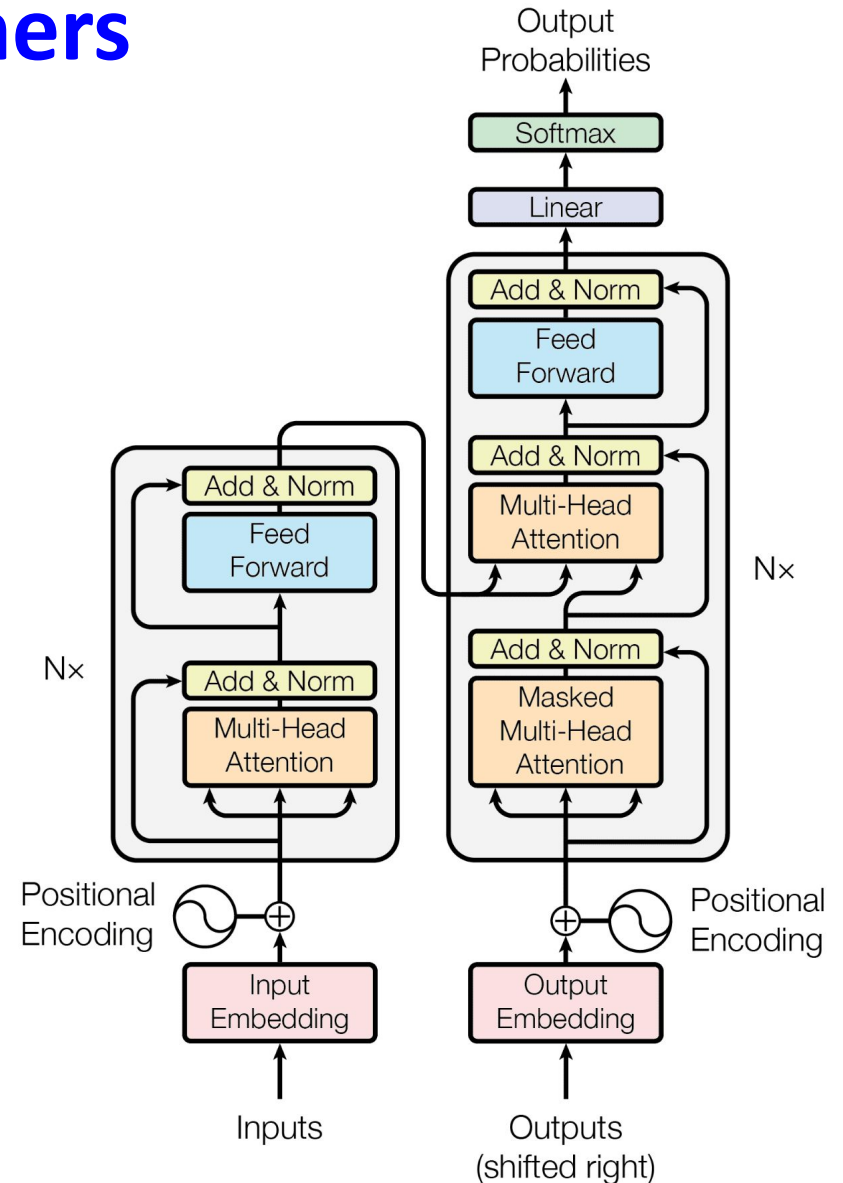 ners
Output
Probabilities
Softmax
Linear
Add & Norm
Feed
Forward
Add & Norm
Multi-Head
Attention
Nx
Add & Norm
Masked
Multi-Head
Attention
Add & Norm
Feed
Forward
Nx
Add & Norm
Multi-Head
Attention
Positional
Encoding
Positional
Encoding
Input
Embedding
Output
Embedding
Inputs
Outputs
(shifted right)